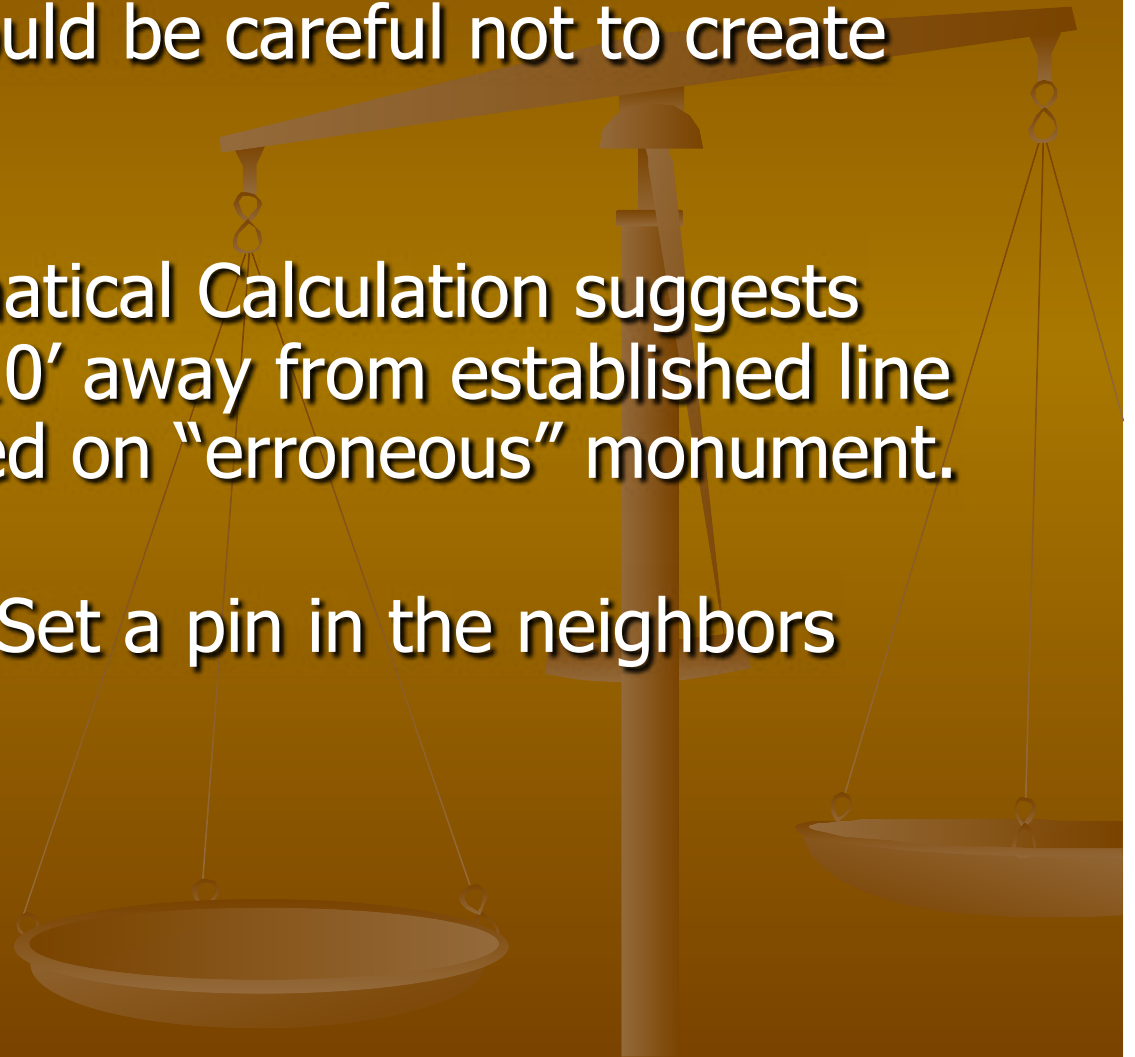 uld be careful not to create
atical Calculation suggests
0’ away from established line
ed on “erroneous” monument.
Set a pin in the neighbors